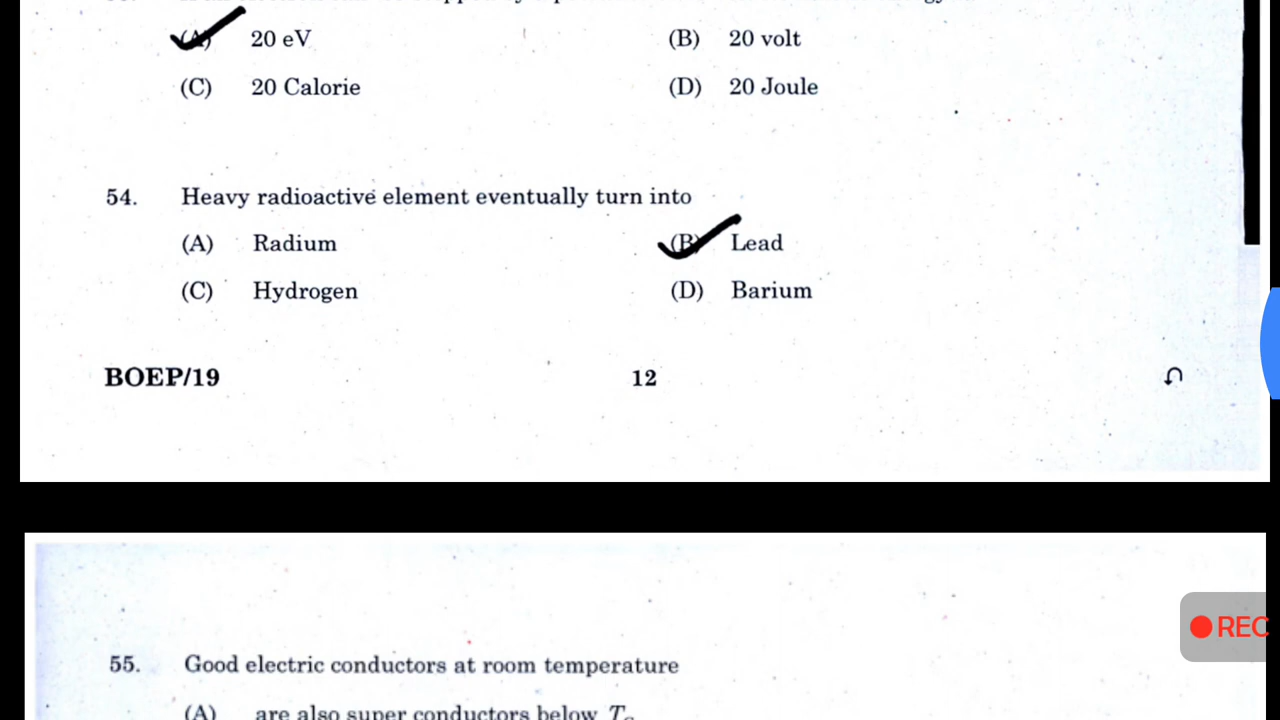 (A) 20 eV (B) 20 volt
(C) 20 Calorie (D) 20 Joule
54. Heavy radioactive element eventually turn into
(A) Radium (B) Lead
(C) Hydrogen (D) Barium
BOEP/19 12
REC
55. Good electric conductors at room temperature
(A) are also super conductors below Tc